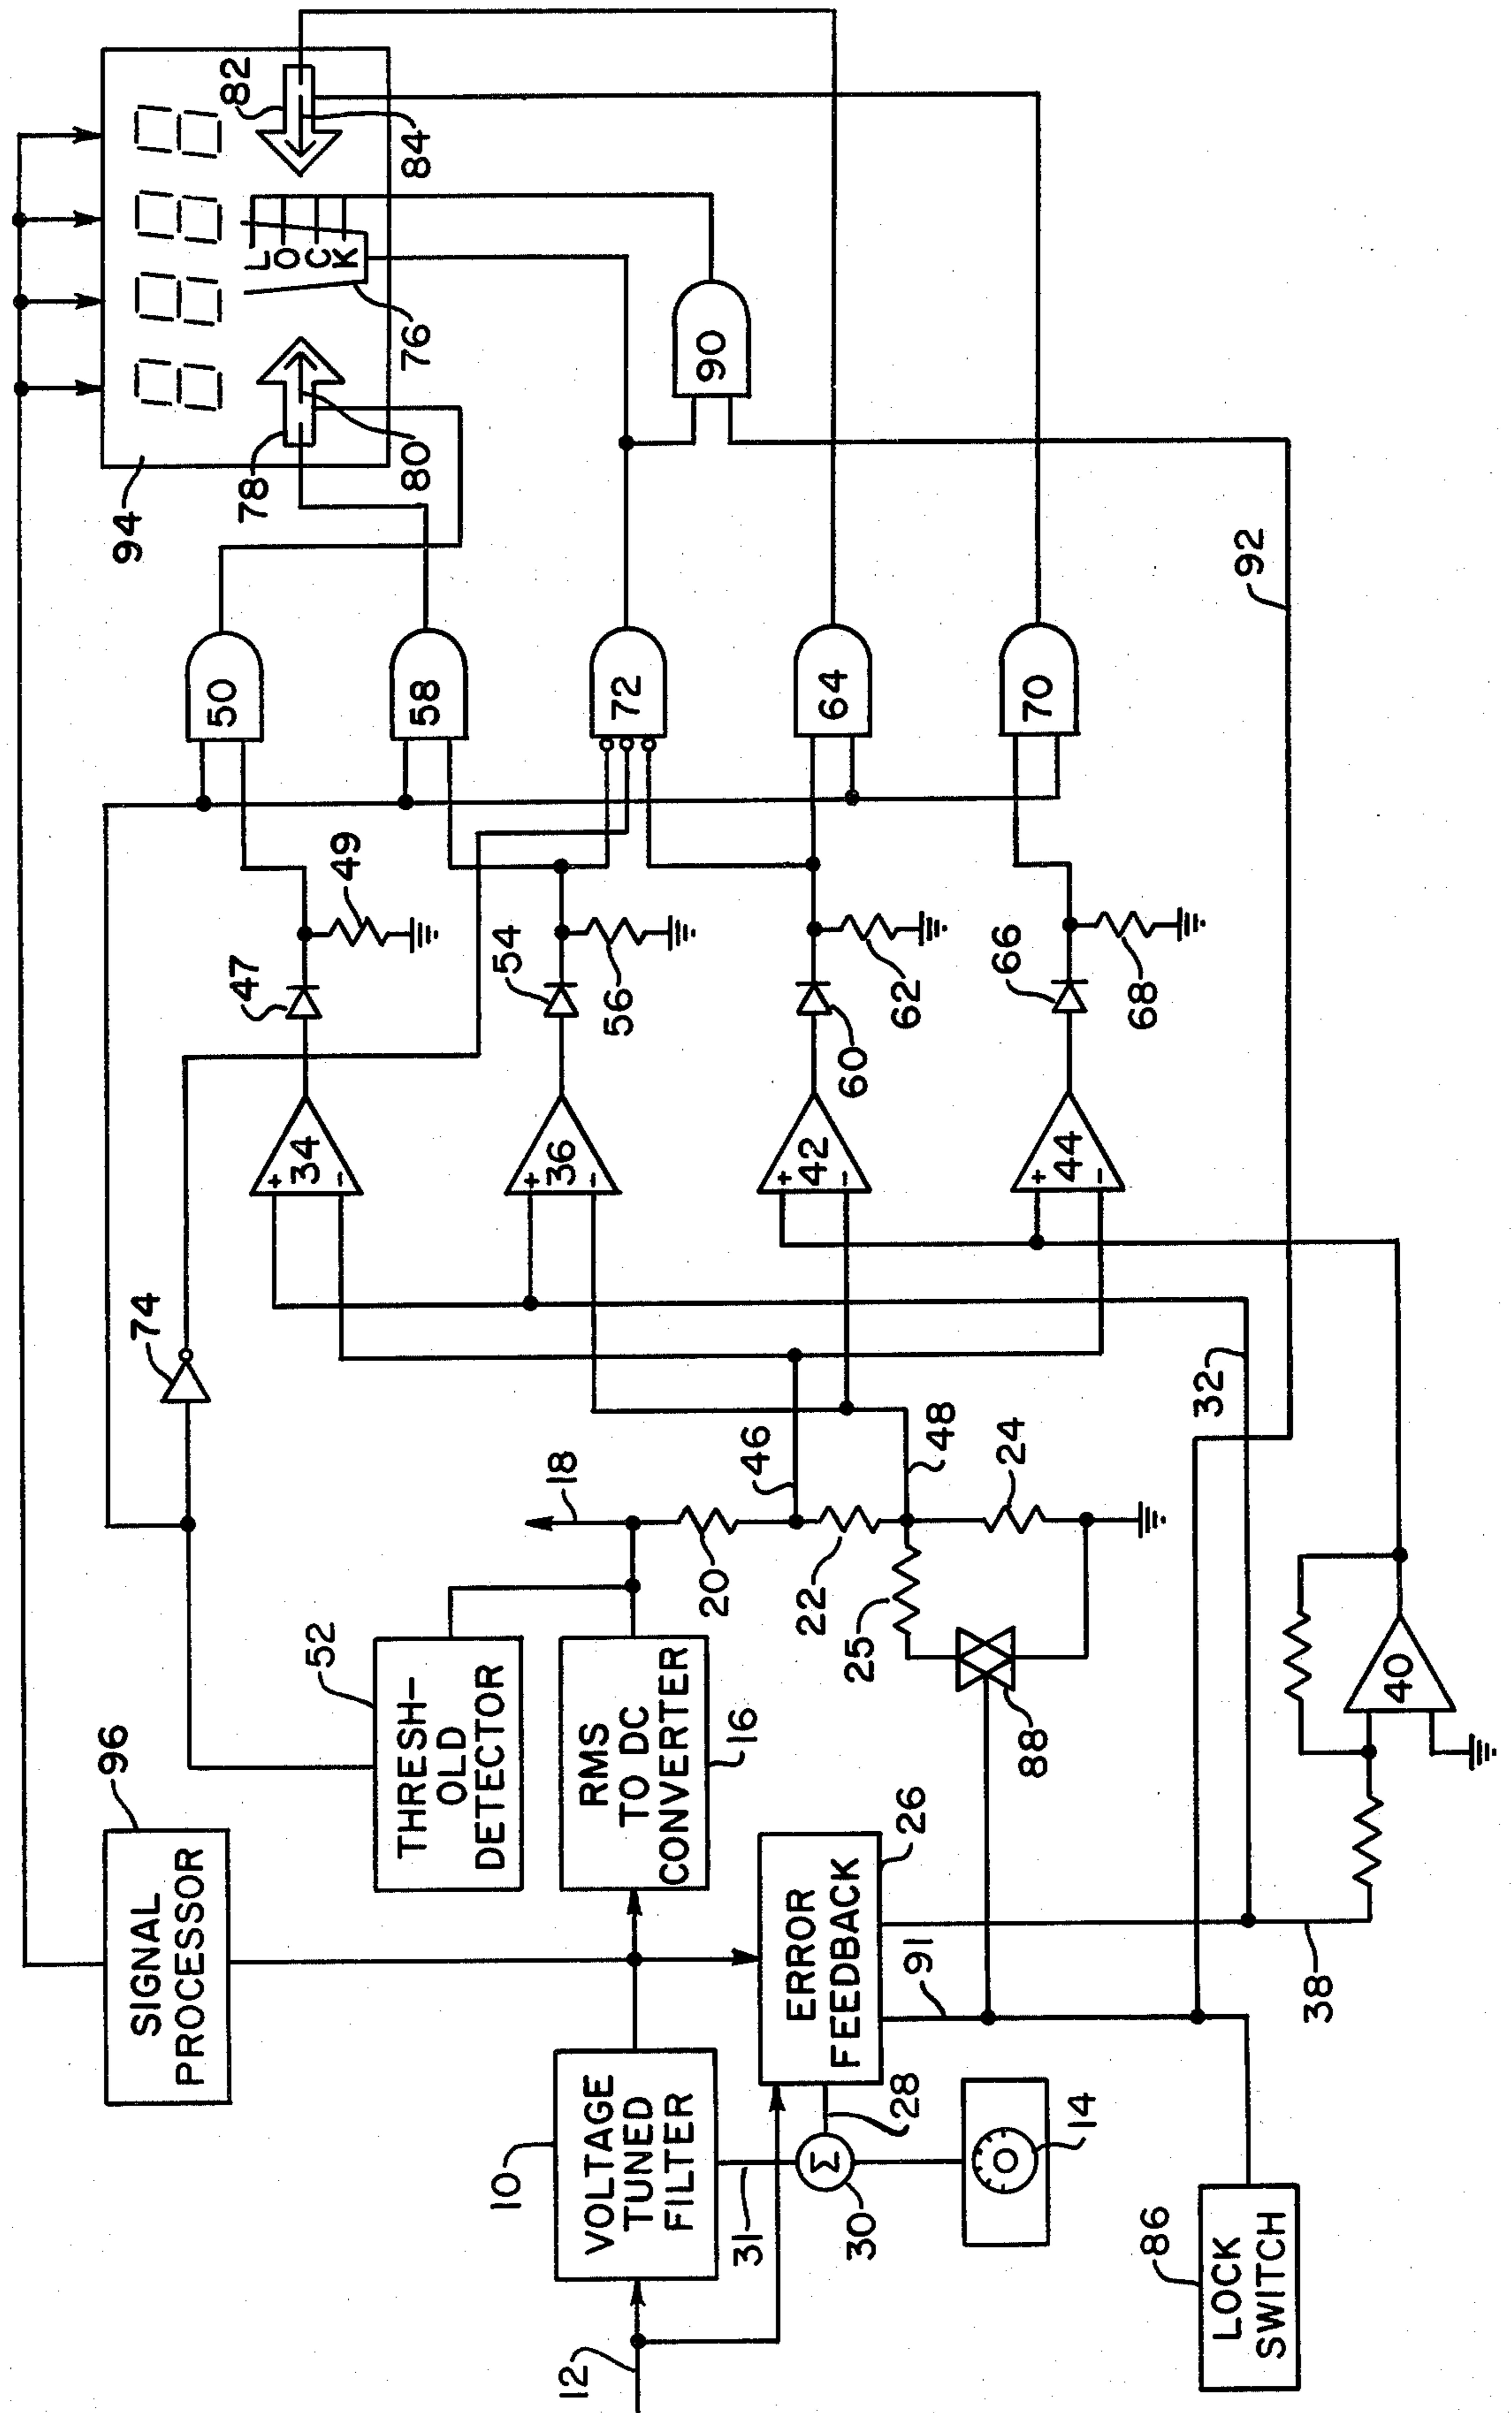 94
78
80
76
82
84
L
O
C
K
90
92
50
58
72
64
70
47
49
54
56
60
62
66
68
74
+
34
-
+
36
-
+
42
-
+
44
-
18
46
48
32
20
22
24
25
88
40
38
96
SIGNAL
PROCESSOR
52
THRESH-
OLD
DETECTOR
RMS
TO DC
CONVERTER
16
ERROR
FEEDBACK
26
91
10
VOLTAGE
TUNED
FILTER
12
31
Σ
30
28
14
86
LOCK
SWITCH